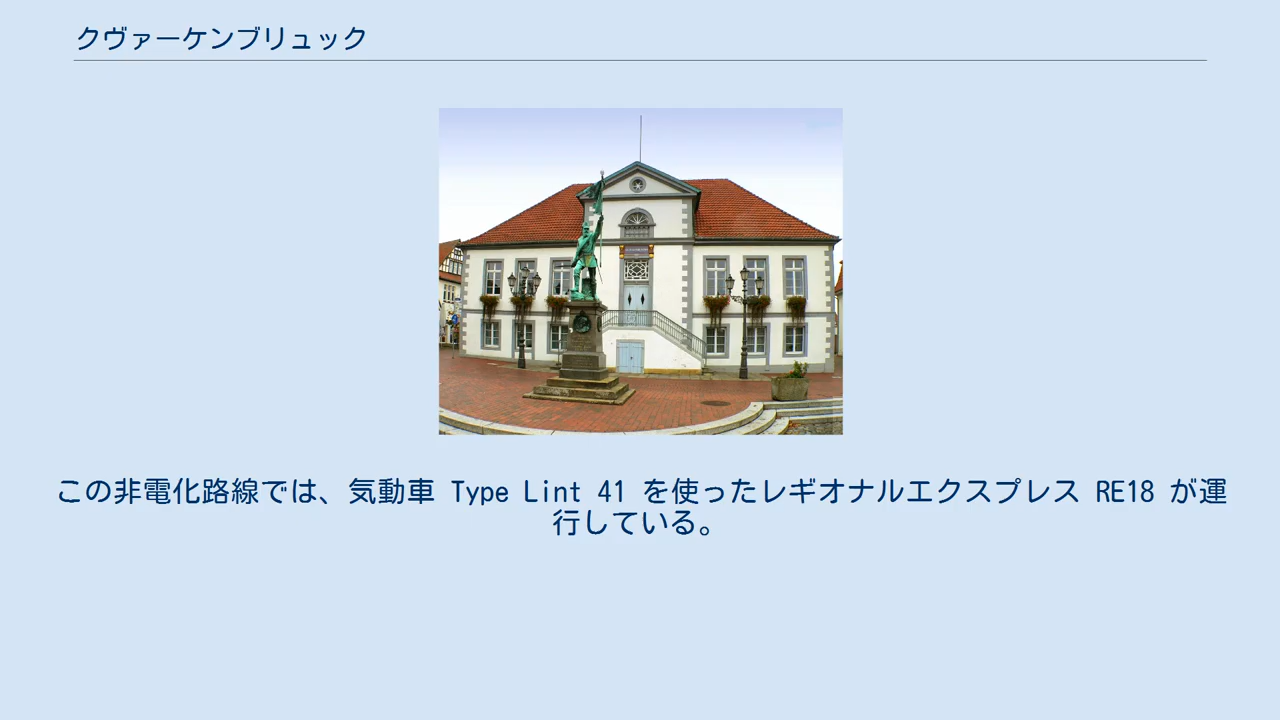 クヴァーケンブリュック
この非電化路線では、気動車 Type Lint 41 を使ったレギオナルエクスプレス RE18 が運
行している。